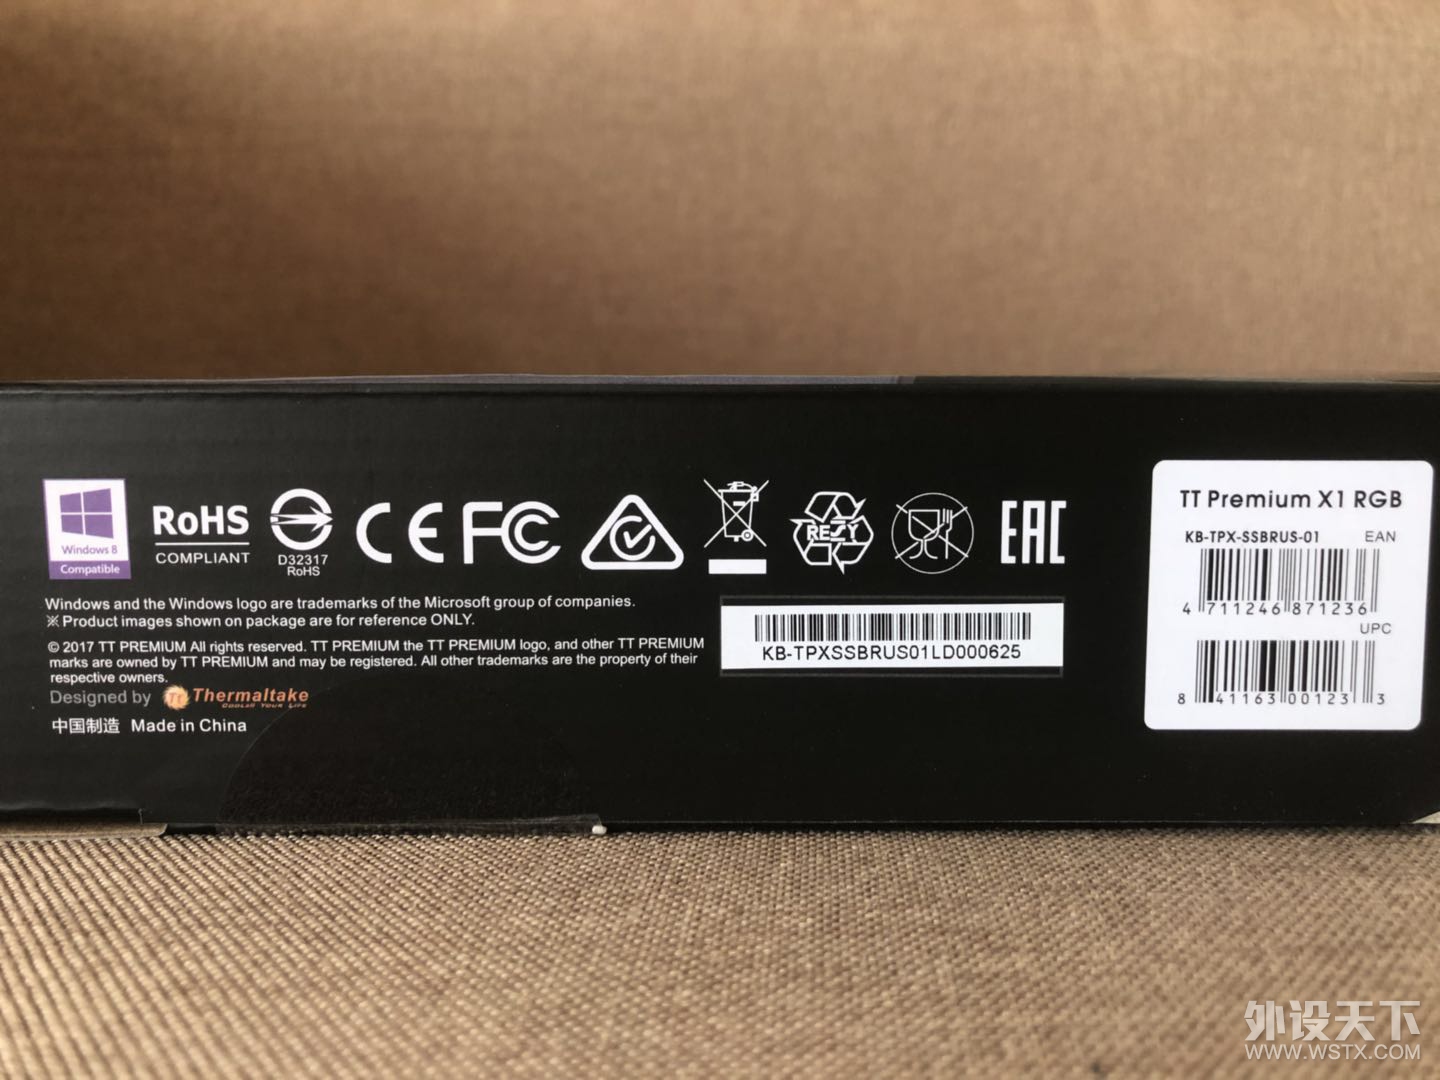 Windows 8
Compatible
RoHS
COMPLIANT
D32317
RoHS
CE FC
RESY
EAC
Windows and the Windows logo are trademarks of the Microsoft group of companies.
※ Product images shown on package are for reference ONLY.
© 2017 TT PREMIUM All rights reserved. TT PREMIUM the TT PREMIUM logo, and other TT PREMIUM
marks are owned by TT PREMIUM and may be registered. All other trademarks are the property of their
respective owners.
Designed by Tt Thermaltake
COOLER YOUR LIFE
中国制造 Made in China
KB-TPXSSBRUS01LD000625
TT Premium X1 RGB
KB-TPX-SSBRUS-01 EAN
4 711246 871236
UPC
8 41163 00123 3
外设天下
WWW.WSTX.COM